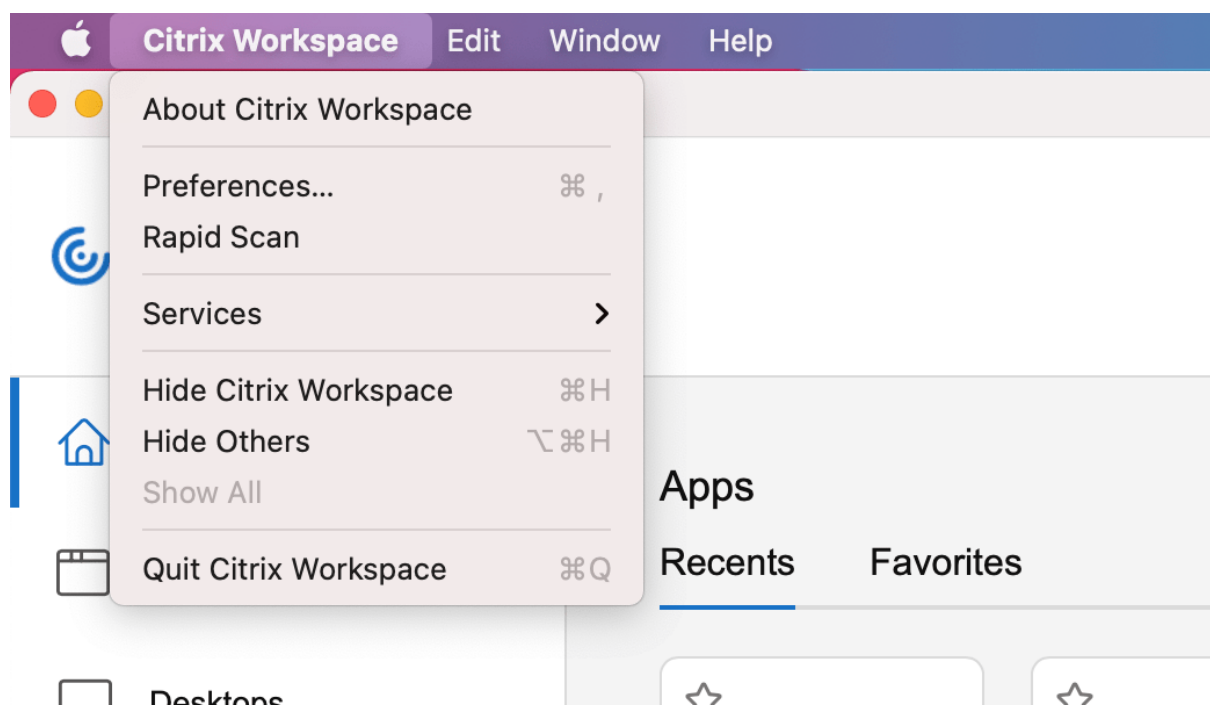 Citrix Workspace Edit Window Help
About Citrix Workspace
Preferences... ⌘ ,
Rapid Scan
Services
Hide Citrix Workspace ⌘H
Hide Others ⌥⌘H
Show All
Quit Citrix Workspace ⌘Q
Apps
Recents Favorites
Desktops